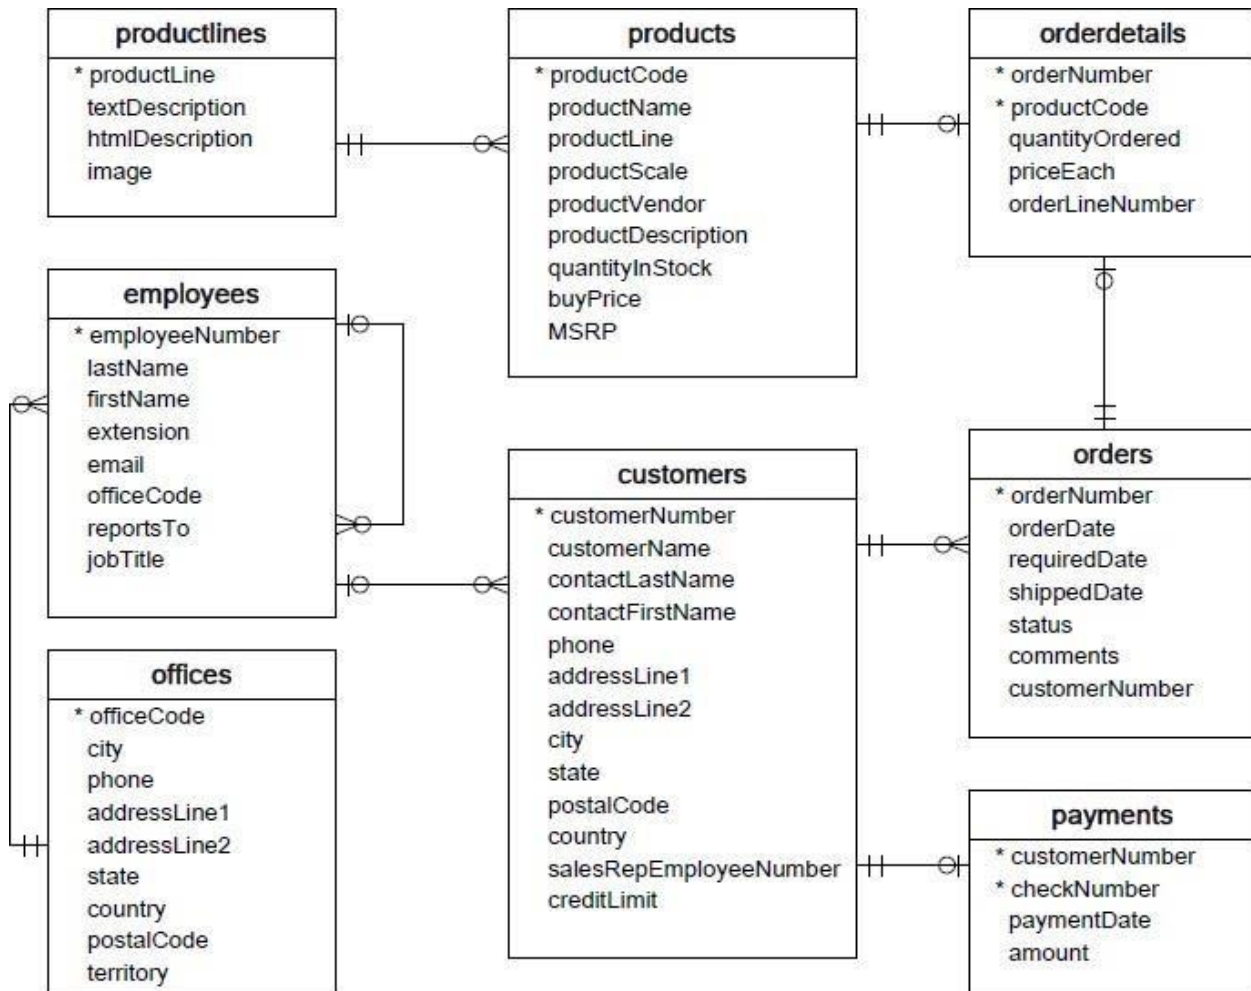 productlines
* productLine
textDescription
htmlDescription
image
products
* productCode
productName
productLine
productScale
productVendor
productDescription
quantityInStock
buyPrice
MSRP
orderdetails
* orderNumber
* productCode
quantityOrdered
priceEach
orderLineNumber
employees
* employeeNumber
lastName
firstName
extension
email
officeCode
reportsTo
jobTitle
customers
* customerNumber
customerName
contactLastName
contactFirstName
phone
addressLine1
addressLine2
city
state
postalCode
country
salesRepEmployeeNumber
creditLimit
orders
* orderNumber
orderDate
requiredDate
shippedDate
status
comments
customerNumber
offices
* officeCode
city
phone
addressLine1
addressLine2
state
country
postalCode
territory
payments
* customerNumber
* checkNumber
paymentDate
amount